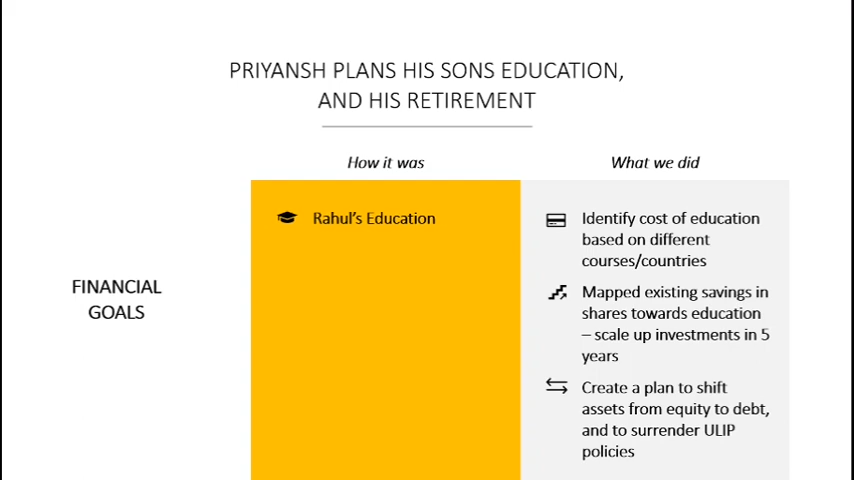 PRIYANSH PLANS HIS SONS EDUCATION,
AND HIS RETIREMENT
How it was
What we did
FINANCIAL
GOALS
Rahul's Education
Identify cost of education
based on different
courses/countries
Mapped existing savings in
shares towards education
– scale up investments in 5
years
Create a plan to shift
assets from equity to debt,
and to surrender ULIP
policies